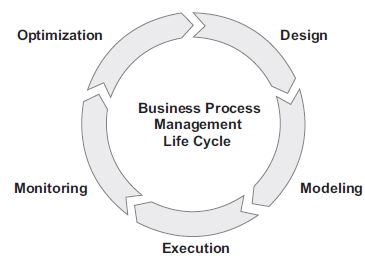 Optimization
Design
Business Process
Management
Life Cycle
Monitoring
Modeling
Execution